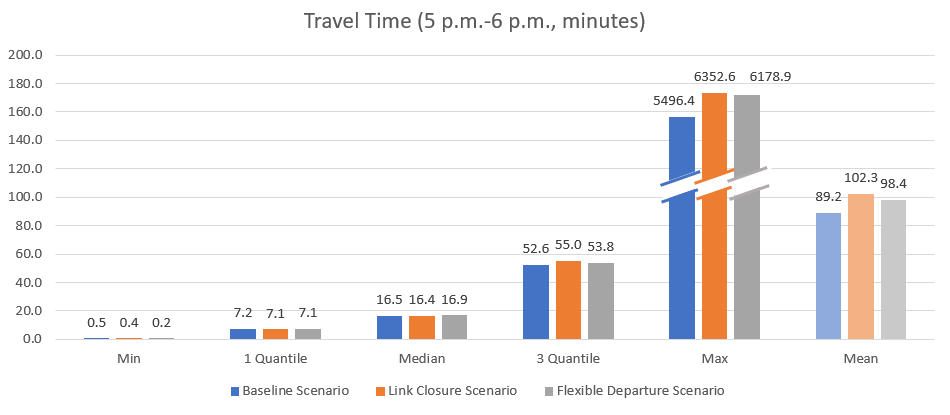 Travel Time (5 p.m.-6 p.m., minutes)
200.0
180.0
160.0
140.0
120.0
100.0
80.0
60.0
40.0
20.0
0.0
0.5 0.4 0.2
7.2 7.1 7.1
16.5 16.4 16.9
52.6 55.0 53.8
5496.4 6352.6 6178.9
89.2 102.3 98.4
Min 1 Quantile Median 3 Quantile Max Mean
Baseline Scenario Link Closure Scenario Flexible Departure Scenario